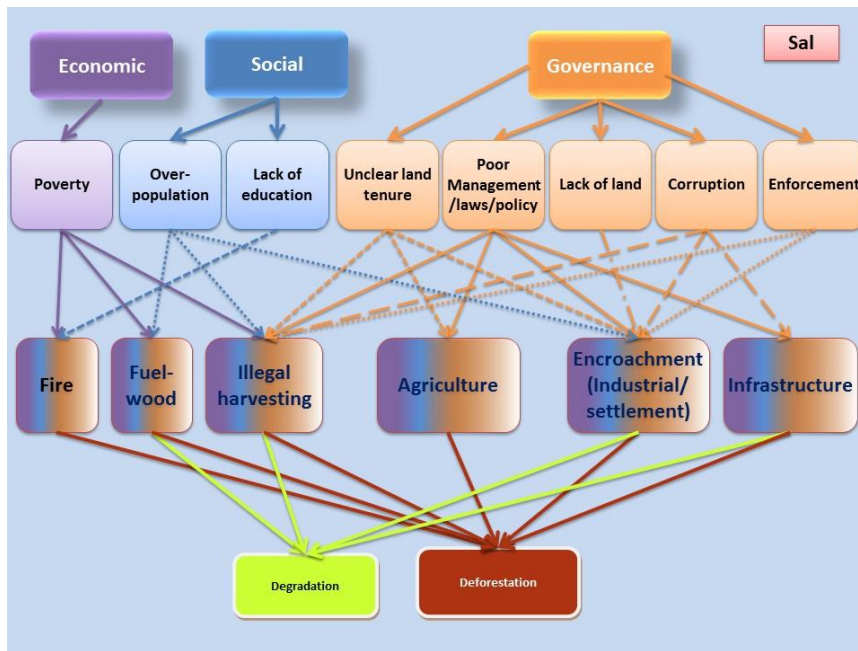 Economic
Social
Governance
Sal
Poverty
Over-
population
Lack of
education
Unclear land
tenure
Poor
Management
/laws/policy
Lack of land
Corruption
Enforcement
Fire
Fuel-
wood
Illegal
harvesting
Agriculture
Encroachment
(Industrial/
settlement)
Infrastructure
Degradation
Deforestation